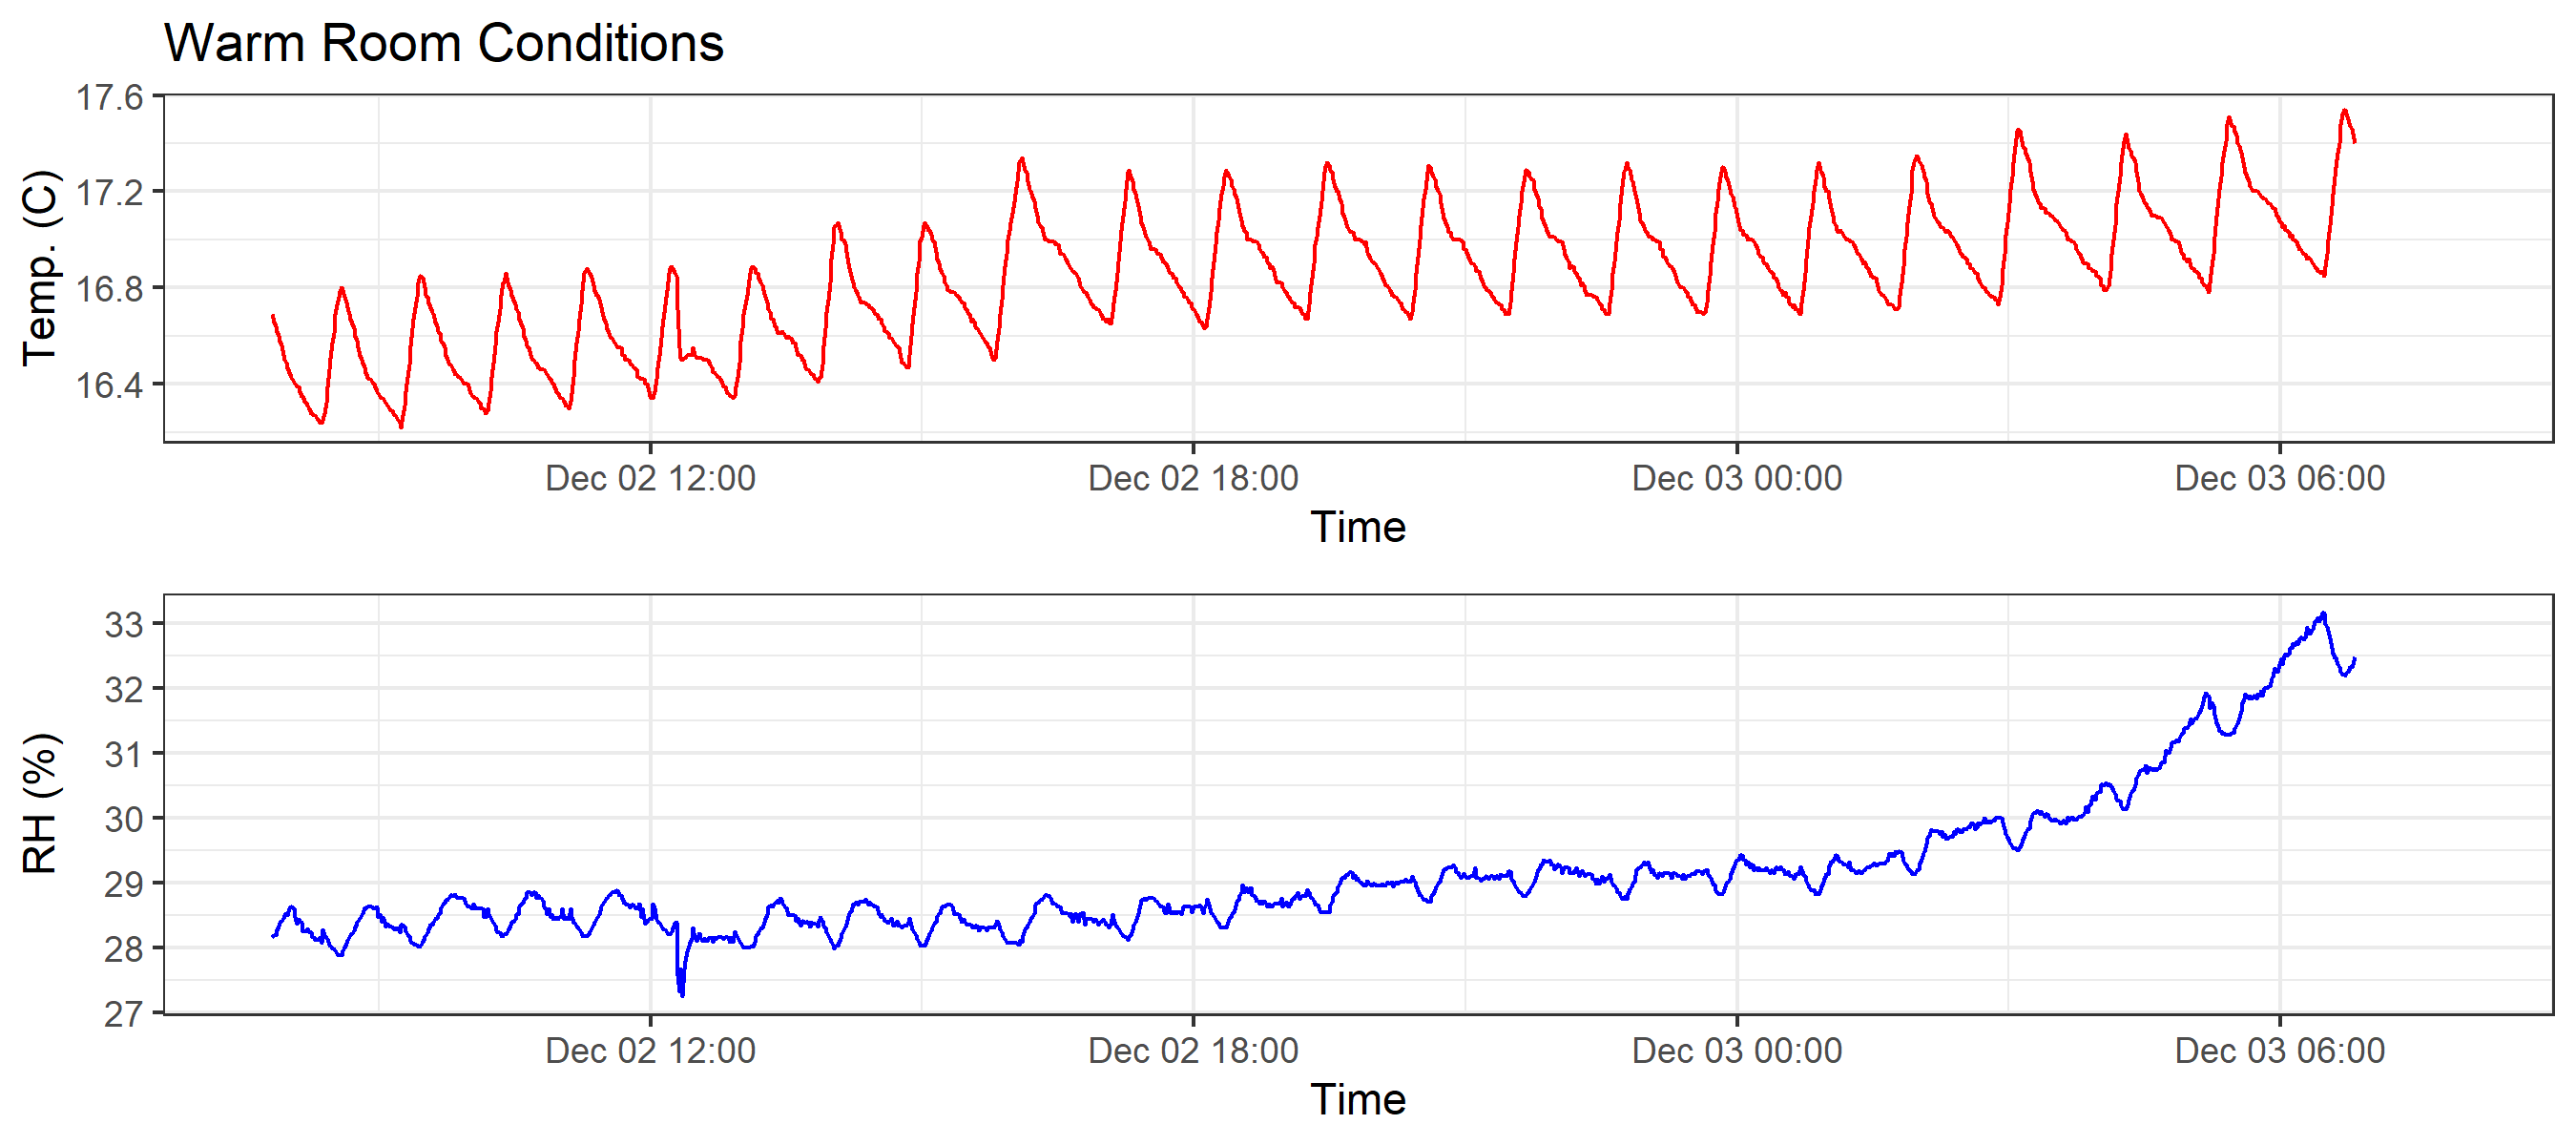 Warm Room Conditions
17.6
17.2
16.8
16.4
Temp. (C)
Dec 02 12:00 Dec 02 18:00 Dec 03 00:00 Dec 03 06:00
Time
33
32
31
30
29
28
27
RH (%)
Dec 02 12:00 Dec 02 18:00 Dec 03 00:00 Dec 03 06:00
Time